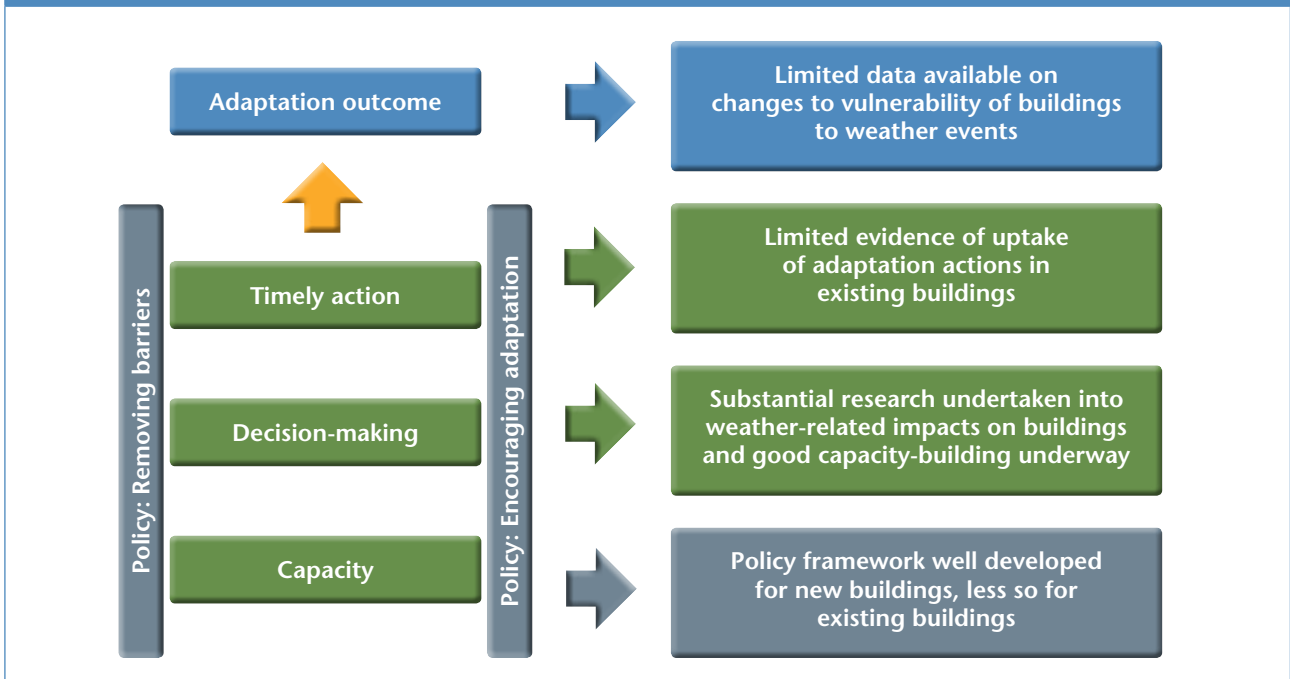 Adaptation outcome
Limited data available on
changes to vulnerability of buildings
to weather events
Policy: Removing barriers
Timely action
Decision-making
Capacity
Policy: Encouraging adaptation
Limited evidence of uptake
of adaptation actions in
existing buildings
Substantial research undertaken into
weather-related impacts on buildings
and good capacity-building underway
Policy framework well developed
for new buildings, less so for
existing buildings